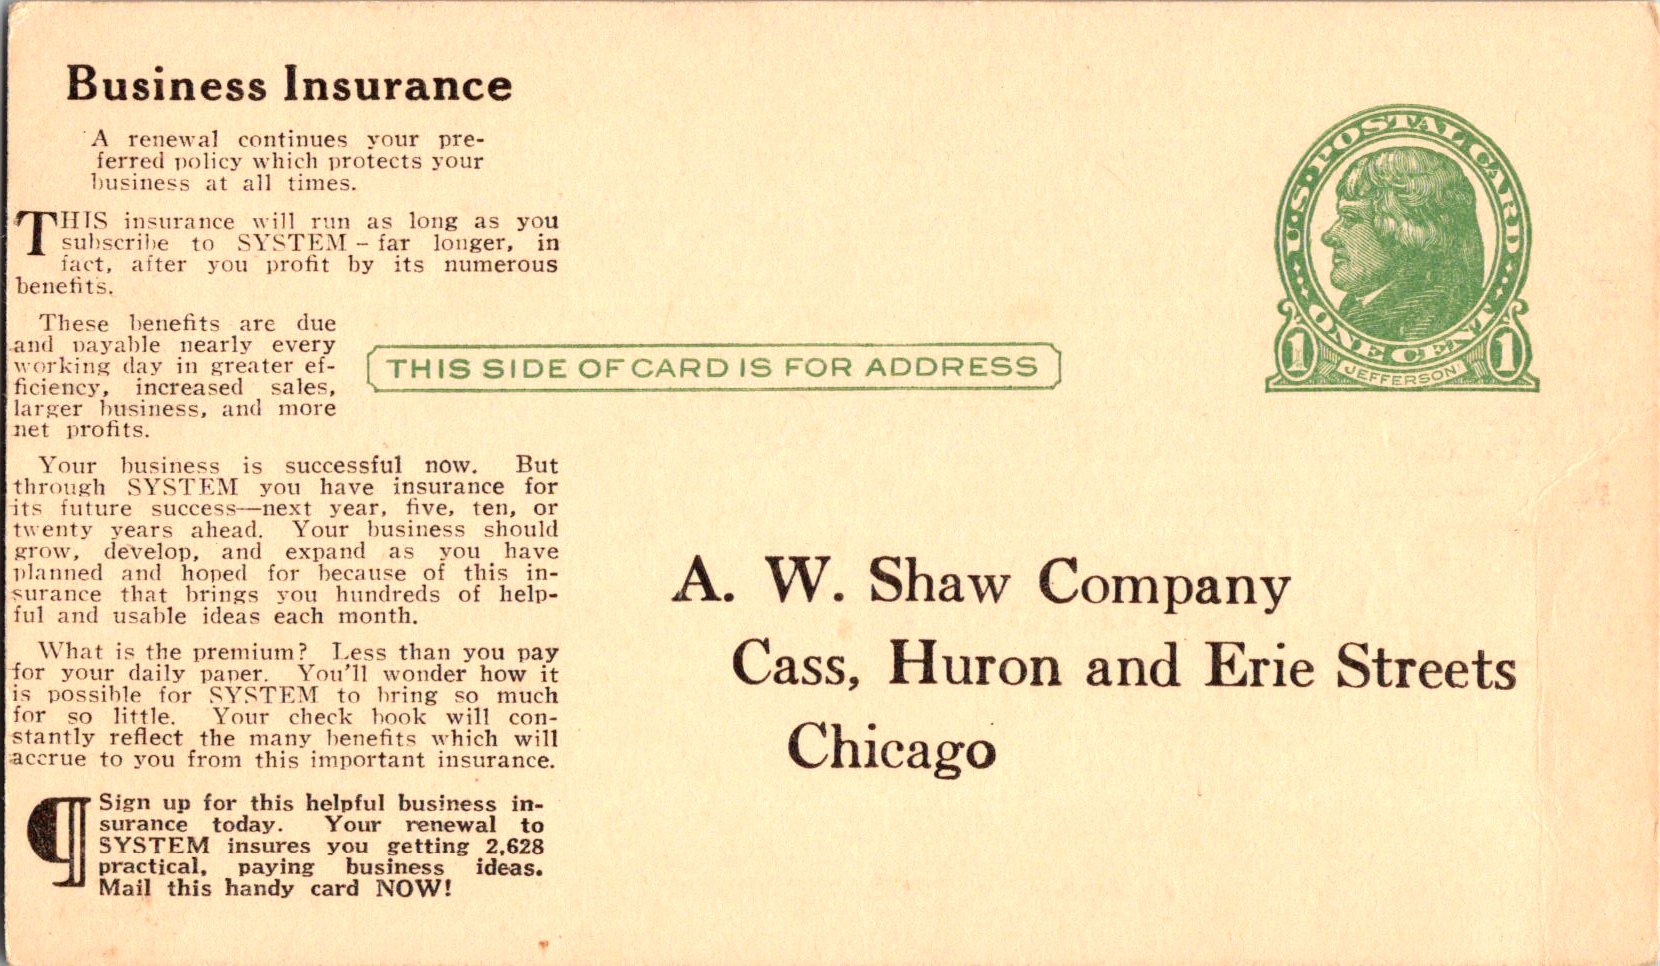 Business Insurance
A renewal continues your pre-
ferred policy which protects your
business at all times.
THIS insurance will run as long as you
subscribe to SYSTEM – far longer, in
fact, after you profit by its numerous
benefits.
These benefits are due
and payable nearly every
working day in greater ef-
ficiency, increased sales,
larger business, and more
net profits.
Your business is successful now. But
through SYSTEM you have insurance for
its future success—next year, five, ten, or
twenty years ahead. Your business should
grow, develop, and expand as you have
planned and hoped for because of this in-
surance that brings you hundreds of help-
ful and usable ideas each month.
What is the premium? Less than you pay
for your daily paper. You'll wonder how it
is possible for SYSTEM to bring so much
for so little. Your check book will con-
stantly reflect the many benefits which will
accrue to you from this important insurance.
¶ Sign up for this helpful business in-
surance today. Your renewal to
SYSTEM insures you getting 2,628
practical, paying business ideas.
Mail this handy card NOW!
THIS SIDE OF CARD IS FOR ADDRESS
U.S. POSTAL CARD
ONE CENT
1 JEFFERSON 1
A. W. Shaw Company
Cass, Huron and Erie Streets
Chicago